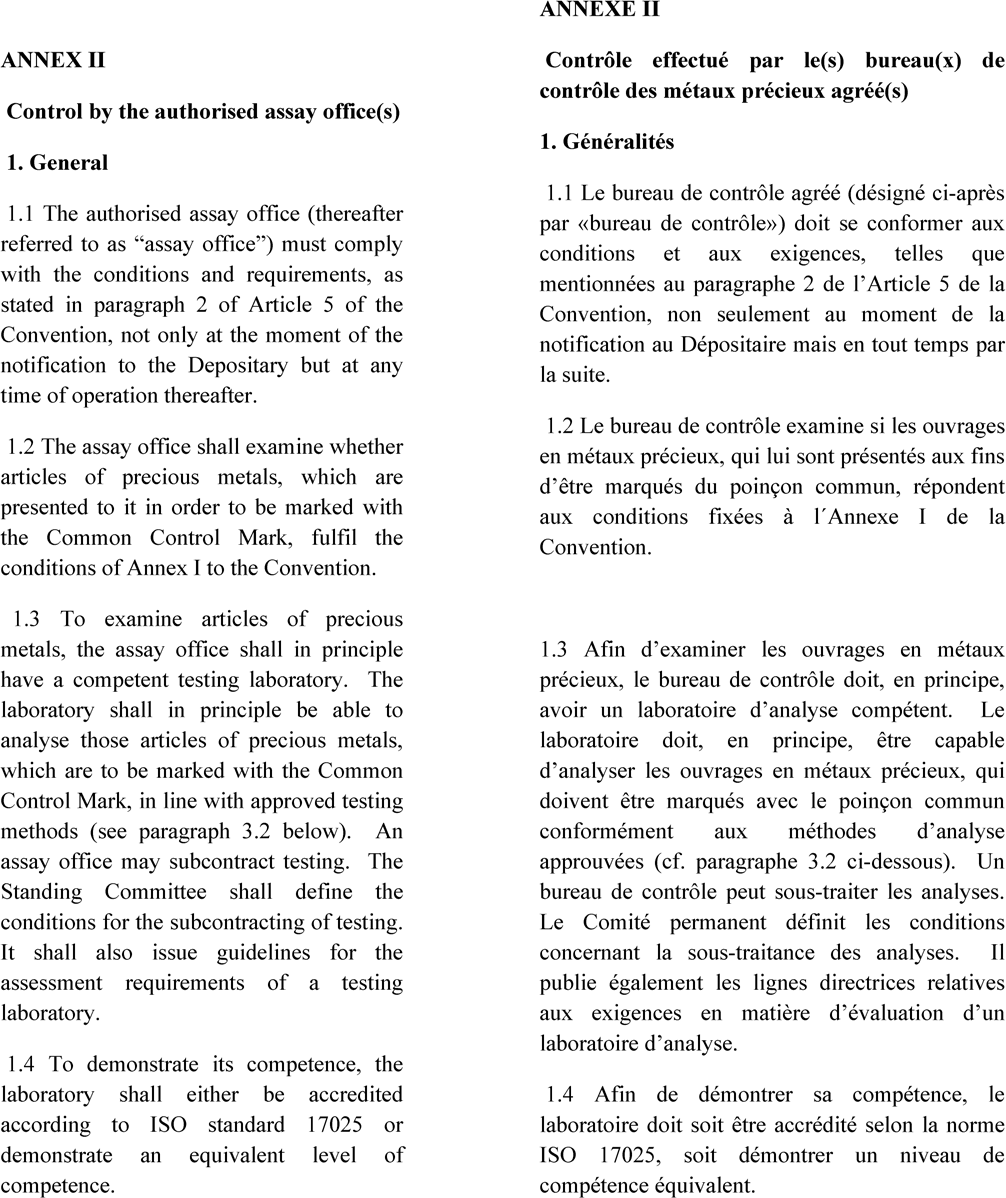 ANNEX II
Control by the authorised assay office(s)
1. General
1.1 The authorised assay office (thereafter
referred to as “assay office”) must comply
with the conditions and requirements, as
stated in paragraph 2 of Article 5 of the
Convention, not only at the moment of the
notification to the Depositary but at any
time of operation thereafter.
1.2 The assay office shall examine whether
articles of precious metals, which are
presented to it in order to be marked with
the Common Control Mark, fulfil the
conditions of Annex I to the Convention.
1.3 To examine articles of precious
metals, the assay office shall in principle
have a competent testing laboratory. The
laboratory shall in principle be able to
analyse those articles of precious metals,
which are to be marked with the Common
Control Mark, in line with approved testing
methods (see paragraph 3.2 below). An
assay office may subcontract testing. The
Standing Committee shall define the
conditions for the subcontracting of testing.
It shall also issue guidelines for the
assessment requirements of a testing
laboratory.
1.4 To demonstrate its competence, the
laboratory shall either be accredited
according to ISO standard 17025 or
demonstrate an equivalent level of
competence.
ANNEXE II
Contrôle effectué par le(s) bureau(x) de
contrôle des métaux précieux agréé(s)
1. Généralités
1.1 Le bureau de contrôle agréé (désigné ci-après
par «bureau de contrôle») doit se conformer aux
conditions et aux exigences, telles que
mentionnées au paragraphe 2 de l’Article 5 de la
Convention, non seulement au moment de la
notification au Dépositaire mais en tout temps par
la suite.
1.2 Le bureau de contrôle examine si les ouvrages
en métaux précieux, qui lui sont présentés aux fins
d’être marqués du poinçon commun, répondent
aux conditions fixées à l´Annexe I de la
Convention.
1.3 Afin d’examiner les ouvrages en métaux
précieux, le bureau de contrôle doit, en principe,
avoir un laboratoire d’analyse compétent. Le
laboratoire doit, en principe, être capable
d’analyser les ouvrages en métaux précieux, qui
doivent être marqués avec le poinçon commun
conformément aux méthodes d’analyse
approuvées (cf. paragraphe 3.2 ci-dessous). Un
bureau de contrôle peut sous-traiter les analyses.
Le Comité permanent définit les conditions
concernant la sous-traitance des analyses. Il
publie également les lignes directrices relatives
aux exigences en matière d’évaluation d’un
laboratoire d’analyse.
1.4 Afin de démontrer sa compétence, le
laboratoire doit soit être accrédité selon la norme
ISO 17025, soit démontrer un niveau de
compétence équivalent.